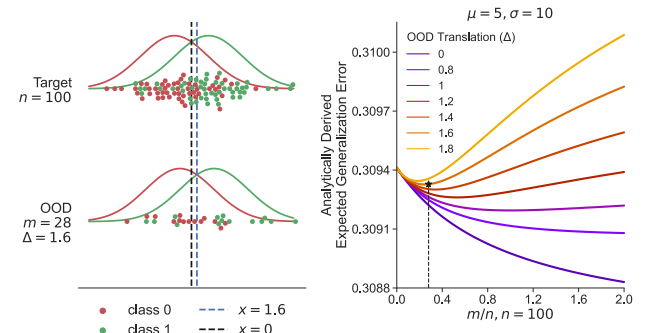 Target
n = 100
OOD
m = 28
Δ = 1.6
class 0
class 1
x = 1.6
x = 0
μ = 5, σ = 10
Analytically Derived
Expected Generalization Error
0.3100
0.3097
0.3094
0.3091
0.3088
OOD Translation (Δ)
0
0.8
1
1.2
1.4
1.6
1.8
0.0 0.4 0.8 1.2 1.6 2.0
m/n, n = 100